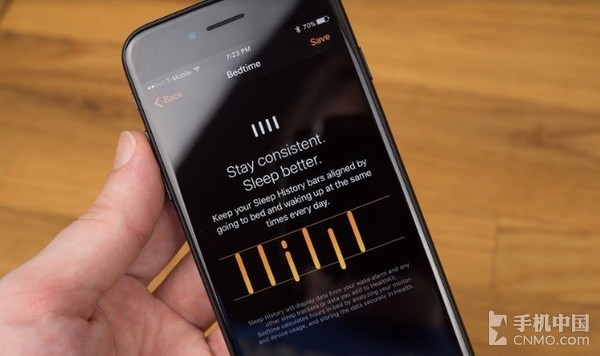 T-Mobile
7:23 PM
70%
Back
Bedtime
Save
Stay consistent.
Sleep better.
Keep your Sleep History bars aligned by
going to bed and waking up at the same
times every day.
Sleep History will display data from your wake alarm and any
other sleep trackers or data you add to HealthKit.
Bedtime calculates hours in bed by analyzing your motion
and device usage, and storing the data securely in Health.
手机中国
CNMO.COM